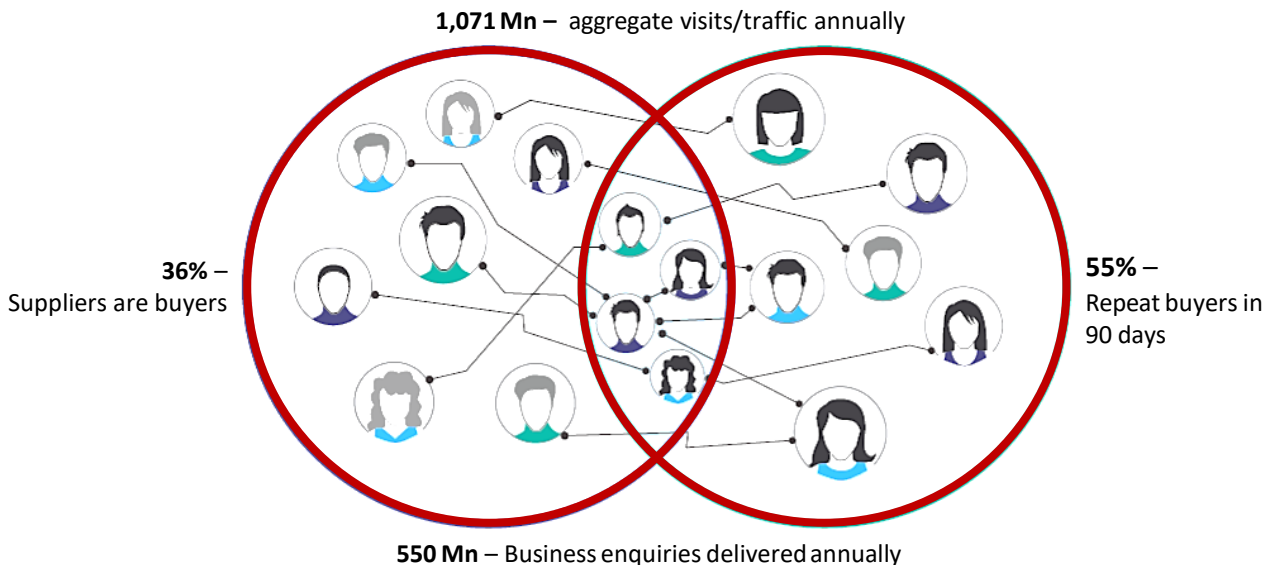 1,071 Mn – aggregate visits/traffic annually
36% –
Suppliers are buyers
55% –
Repeat buyers in
90 days
550 Mn – Business enquiries delivered annually